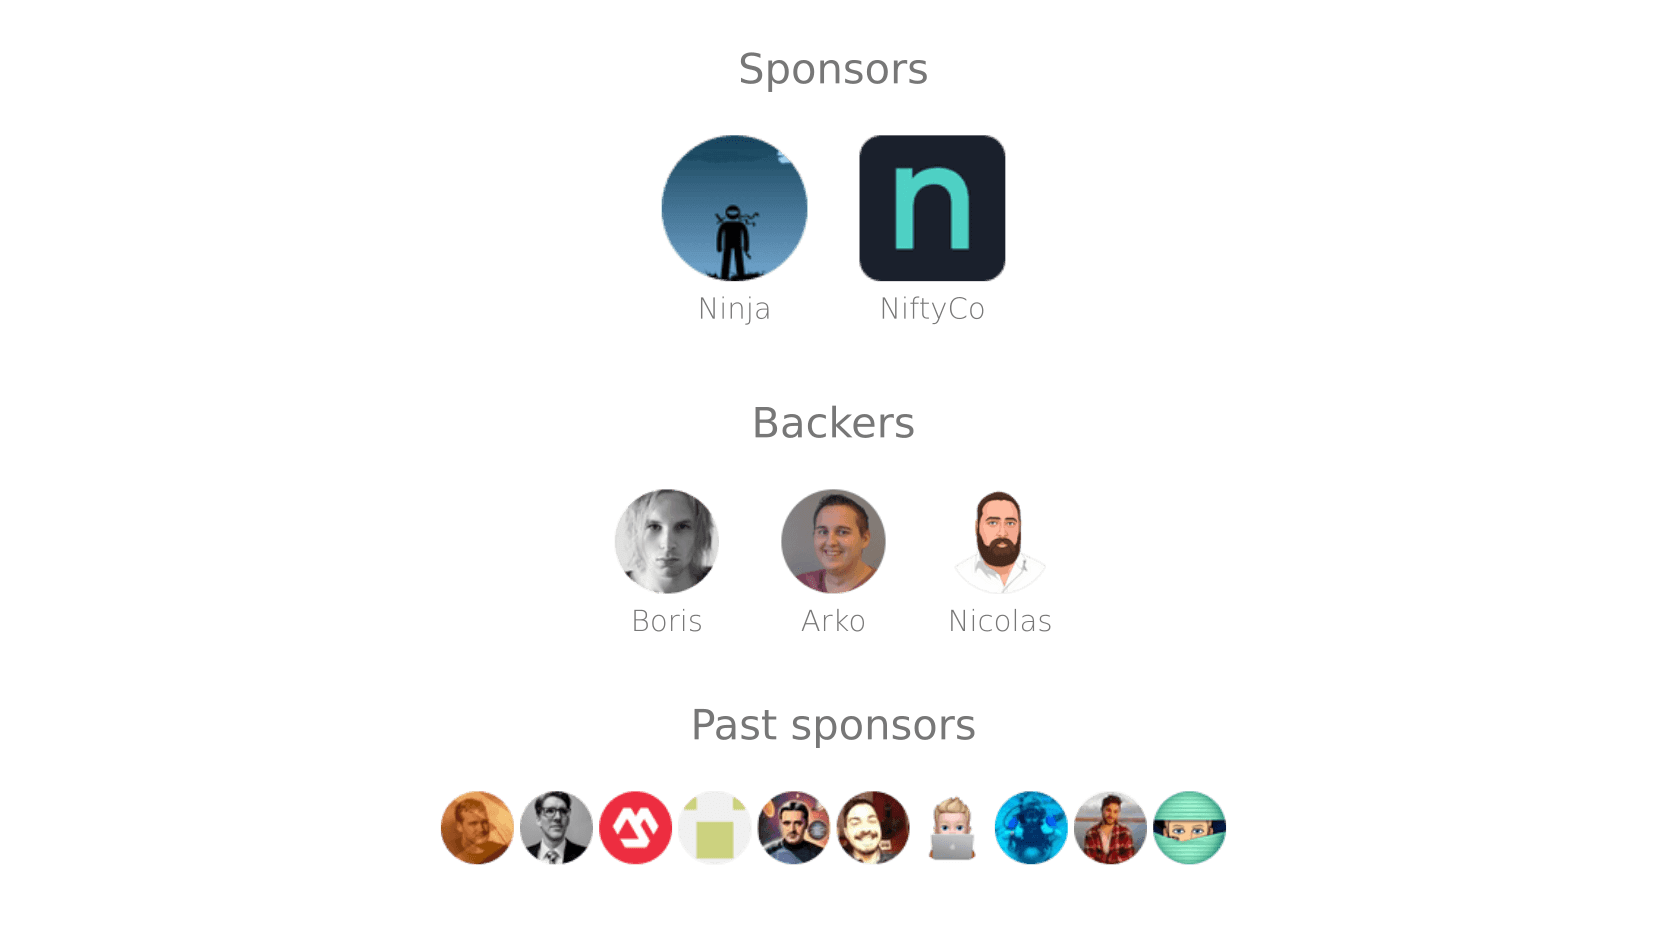 Sponsors
n
Ninja
NiftyCo
Backers
Boris
Arko
Nicolas
Past sponsors